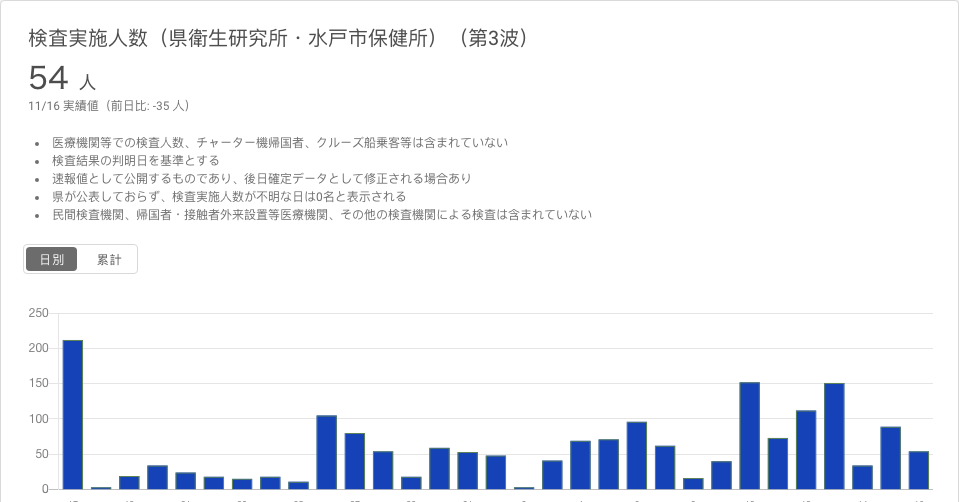 検査実施人数（県衛生研究所・水戸市保健所）（第3波）
54 人
11/16 実績値（前日比: -35 人）
医療機関等での検査人数、チャーター機帰国者、クルーズ船乗客等は含まれていない
検査結果の判明日を基準とする
速報値として公開するものであり、後日確定データとして修正される場合あり
県が公表しておらず、検査実施人数が不明な日は0名と表示される
民間検査機関、帰国者・接触者外来設置等医療機関、その他の検査機関による検査は含まれていない
日別 累計
250
200
150
100
50
0